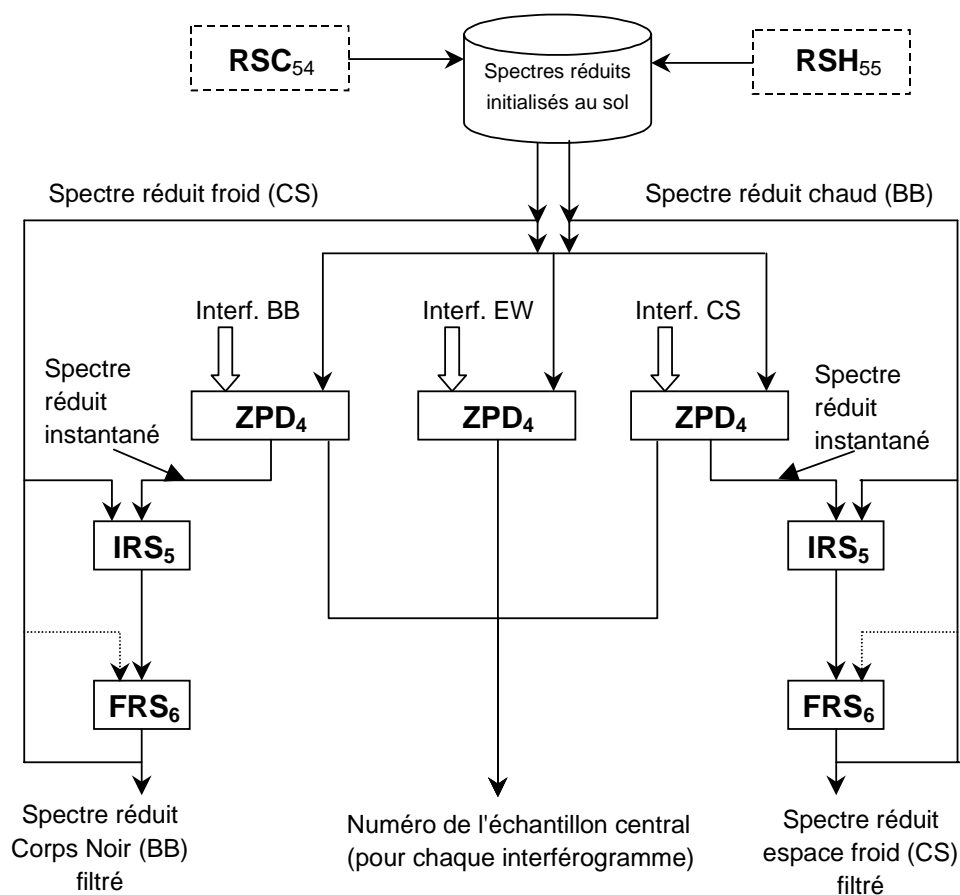 RSC54
Spectres réduits
initialisés au sol
RSH55
Spectre réduit froid (CS)
Spectre réduit chaud (BB)
Interf. BB
Interf. EW
Interf. CS
Spectre
réduit
instantané
Spectre
réduit
instantané
ZPD4
ZPD4
ZPD4
IRS5
IRS5
FRS6
FRS6
Spectre réduit
Corps Noir (BB)
filtré
Numéro de l'échantillon central
(pour chaque interférogramme)
Spectre réduit
espace froid (CS)
filtré